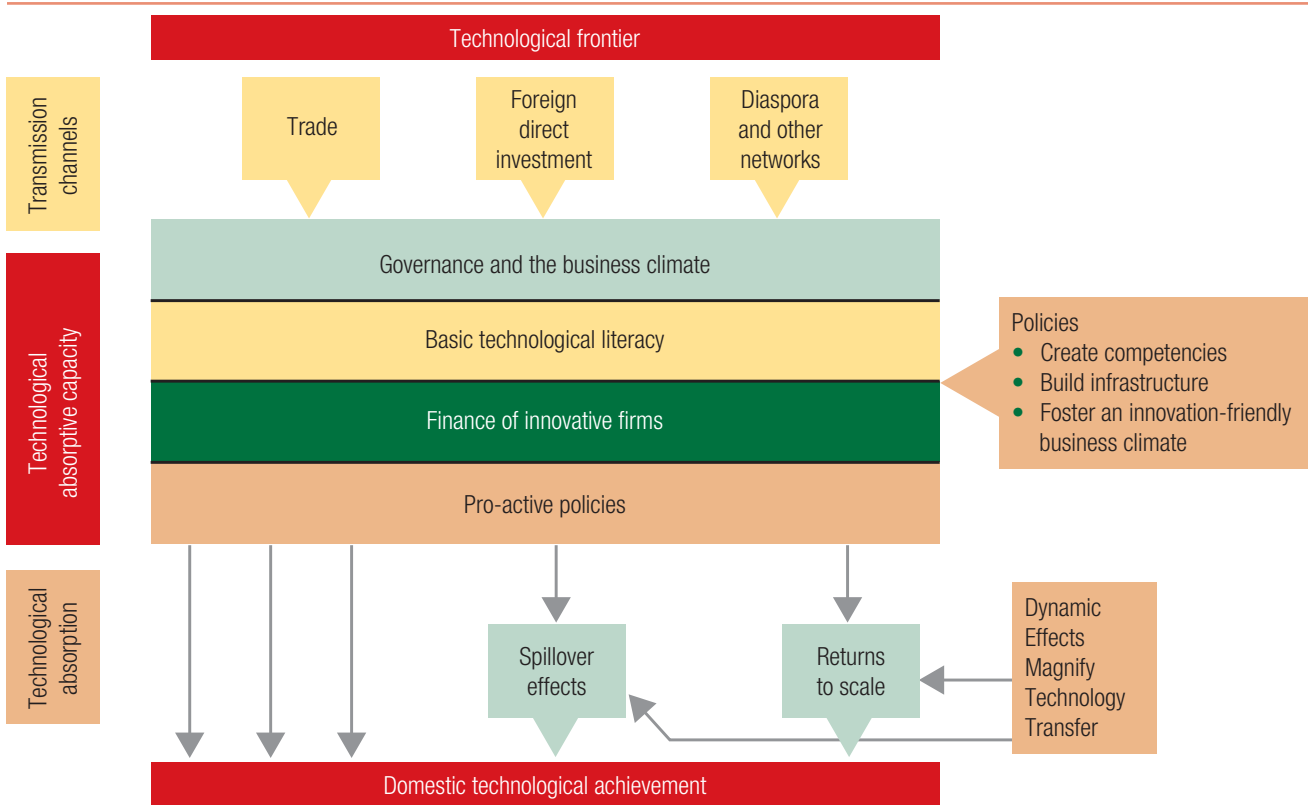 Technological frontier
Transmission
channels
Trade
Foreign
direct
investment
Diaspora
and other
networks
Technological
absorptive capacity
Governance and the business climate
Basic technological literacy
Finance of innovative firms
Pro-active policies
Policies
• Create competencies
• Build infrastructure
• Foster an innovation-friendly
business climate
Technological
absorption
Spillover
effects
Returns
to scale
Dynamic
Effects
Magnify
Technology
Transfer
Domestic technological achievement